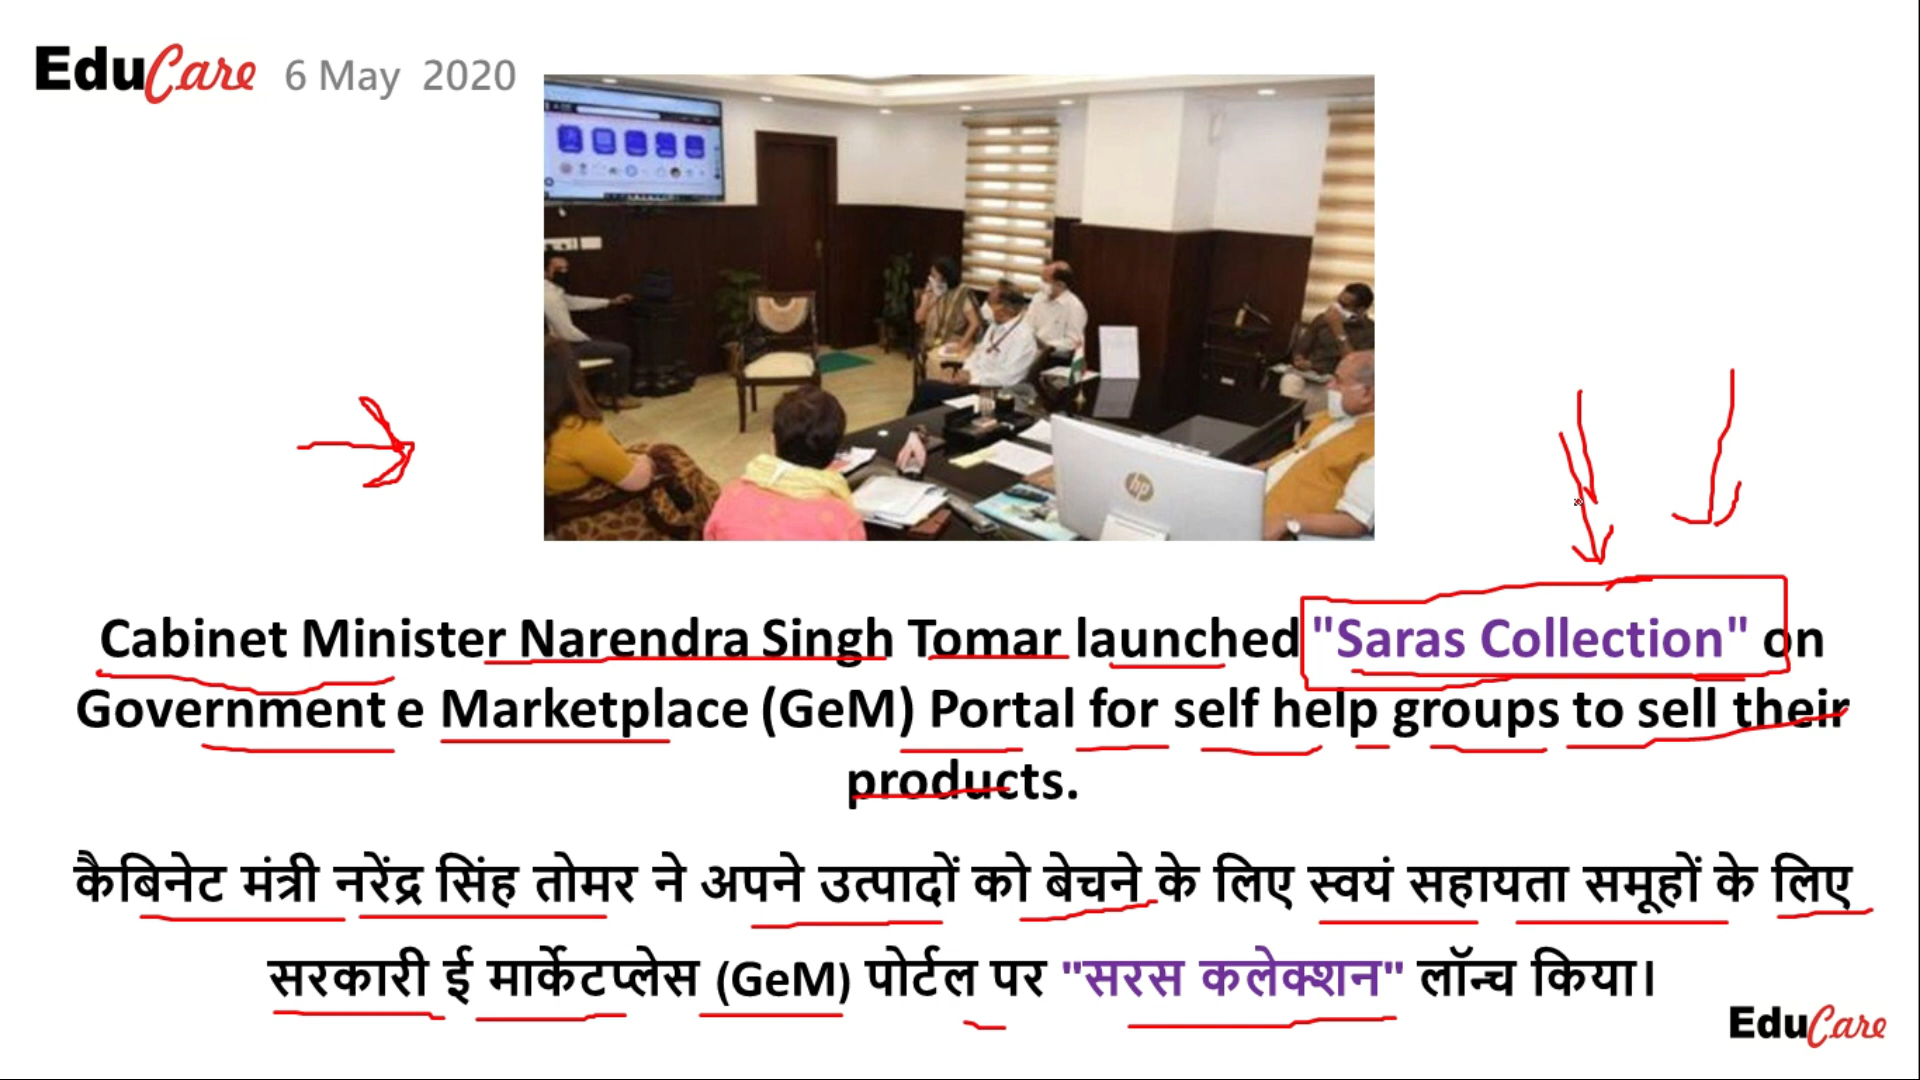 EduCare 6 May 2020
hp
Cabinet Minister Narendra Singh Tomar launched "Saras Collection" on
Government e Marketplace (GeM) Portal for self help groups to sell their
products.
कैबिनेट मंत्री नरेंद्र सिंह तोमर ने अपने उत्पादों को बेचने के लिए स्वयं सहायता समूहों के लिए
सरकारी ई मार्केटप्लेस (GeM) पोर्टल पर "सरस कलेक्शन" लॉन्च किया।
EduCare